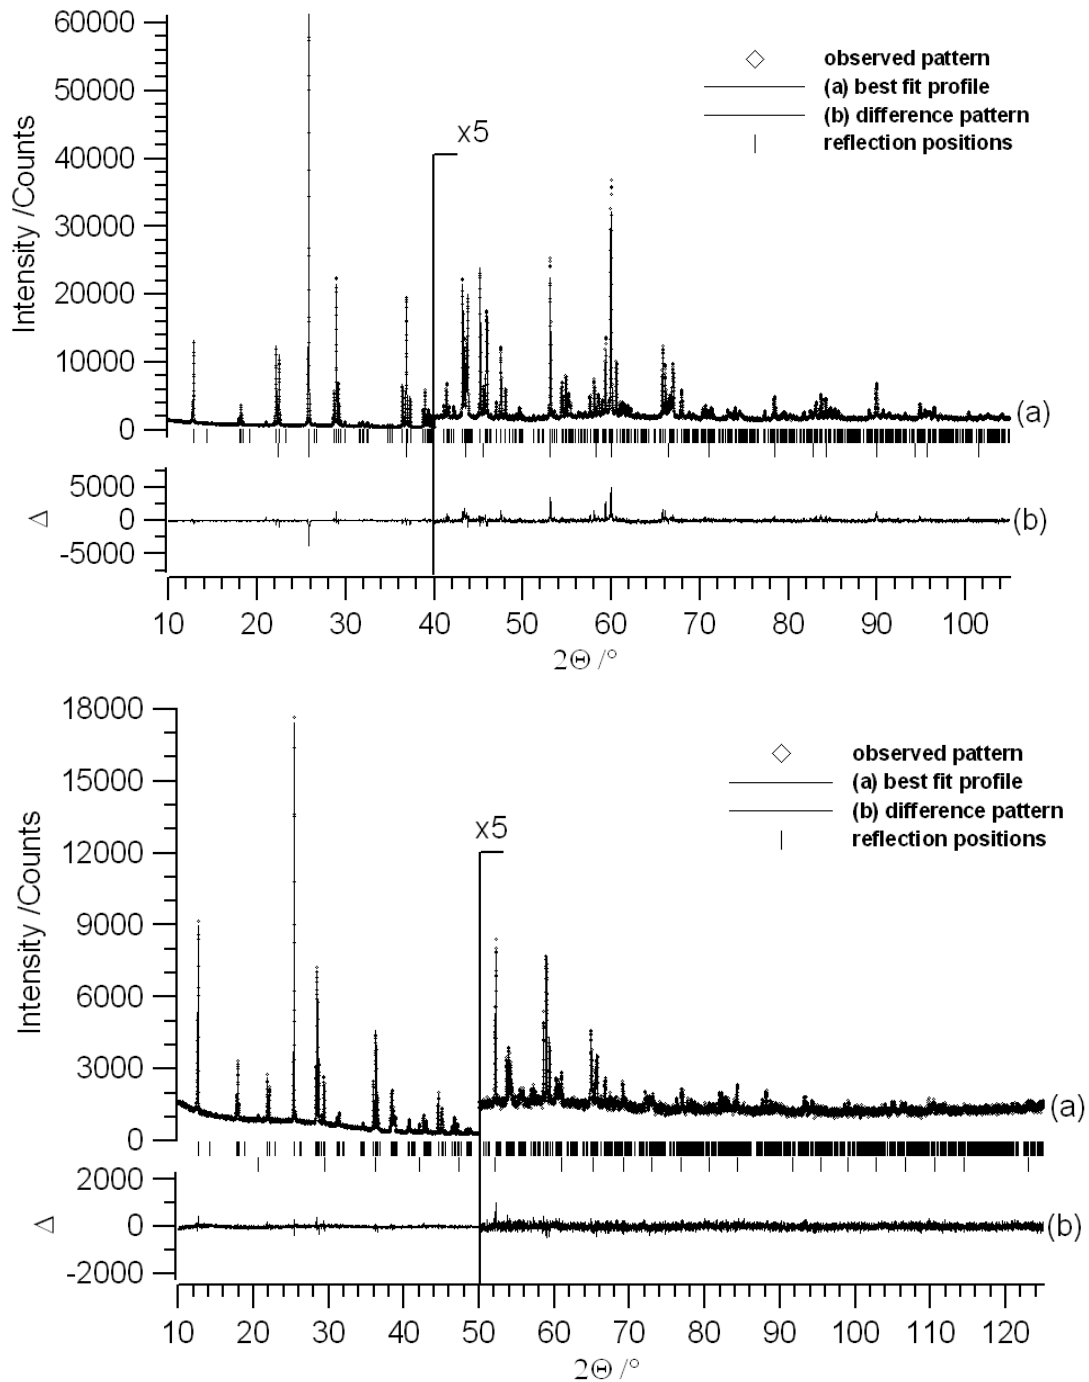 60000
50000
40000
30000
20000
10000
0
Intensity /Counts
x5
observed pattern
(a) best fit profile
(b) difference pattern
reflection positions
(a)
5000
0
-5000
Δ
(b)
10 20 30 40 50 60 70 80 90 100
2Θ /°
18000
15000
12000
9000
6000
3000
0
Intensity /Counts
x5
observed pattern
(a) best fit profile
(b) difference pattern
reflection positions
(a)
2000
0
-2000
Δ
(b)
10 20 30 40 50 60 70 80 90 100 110 120
2Θ /°